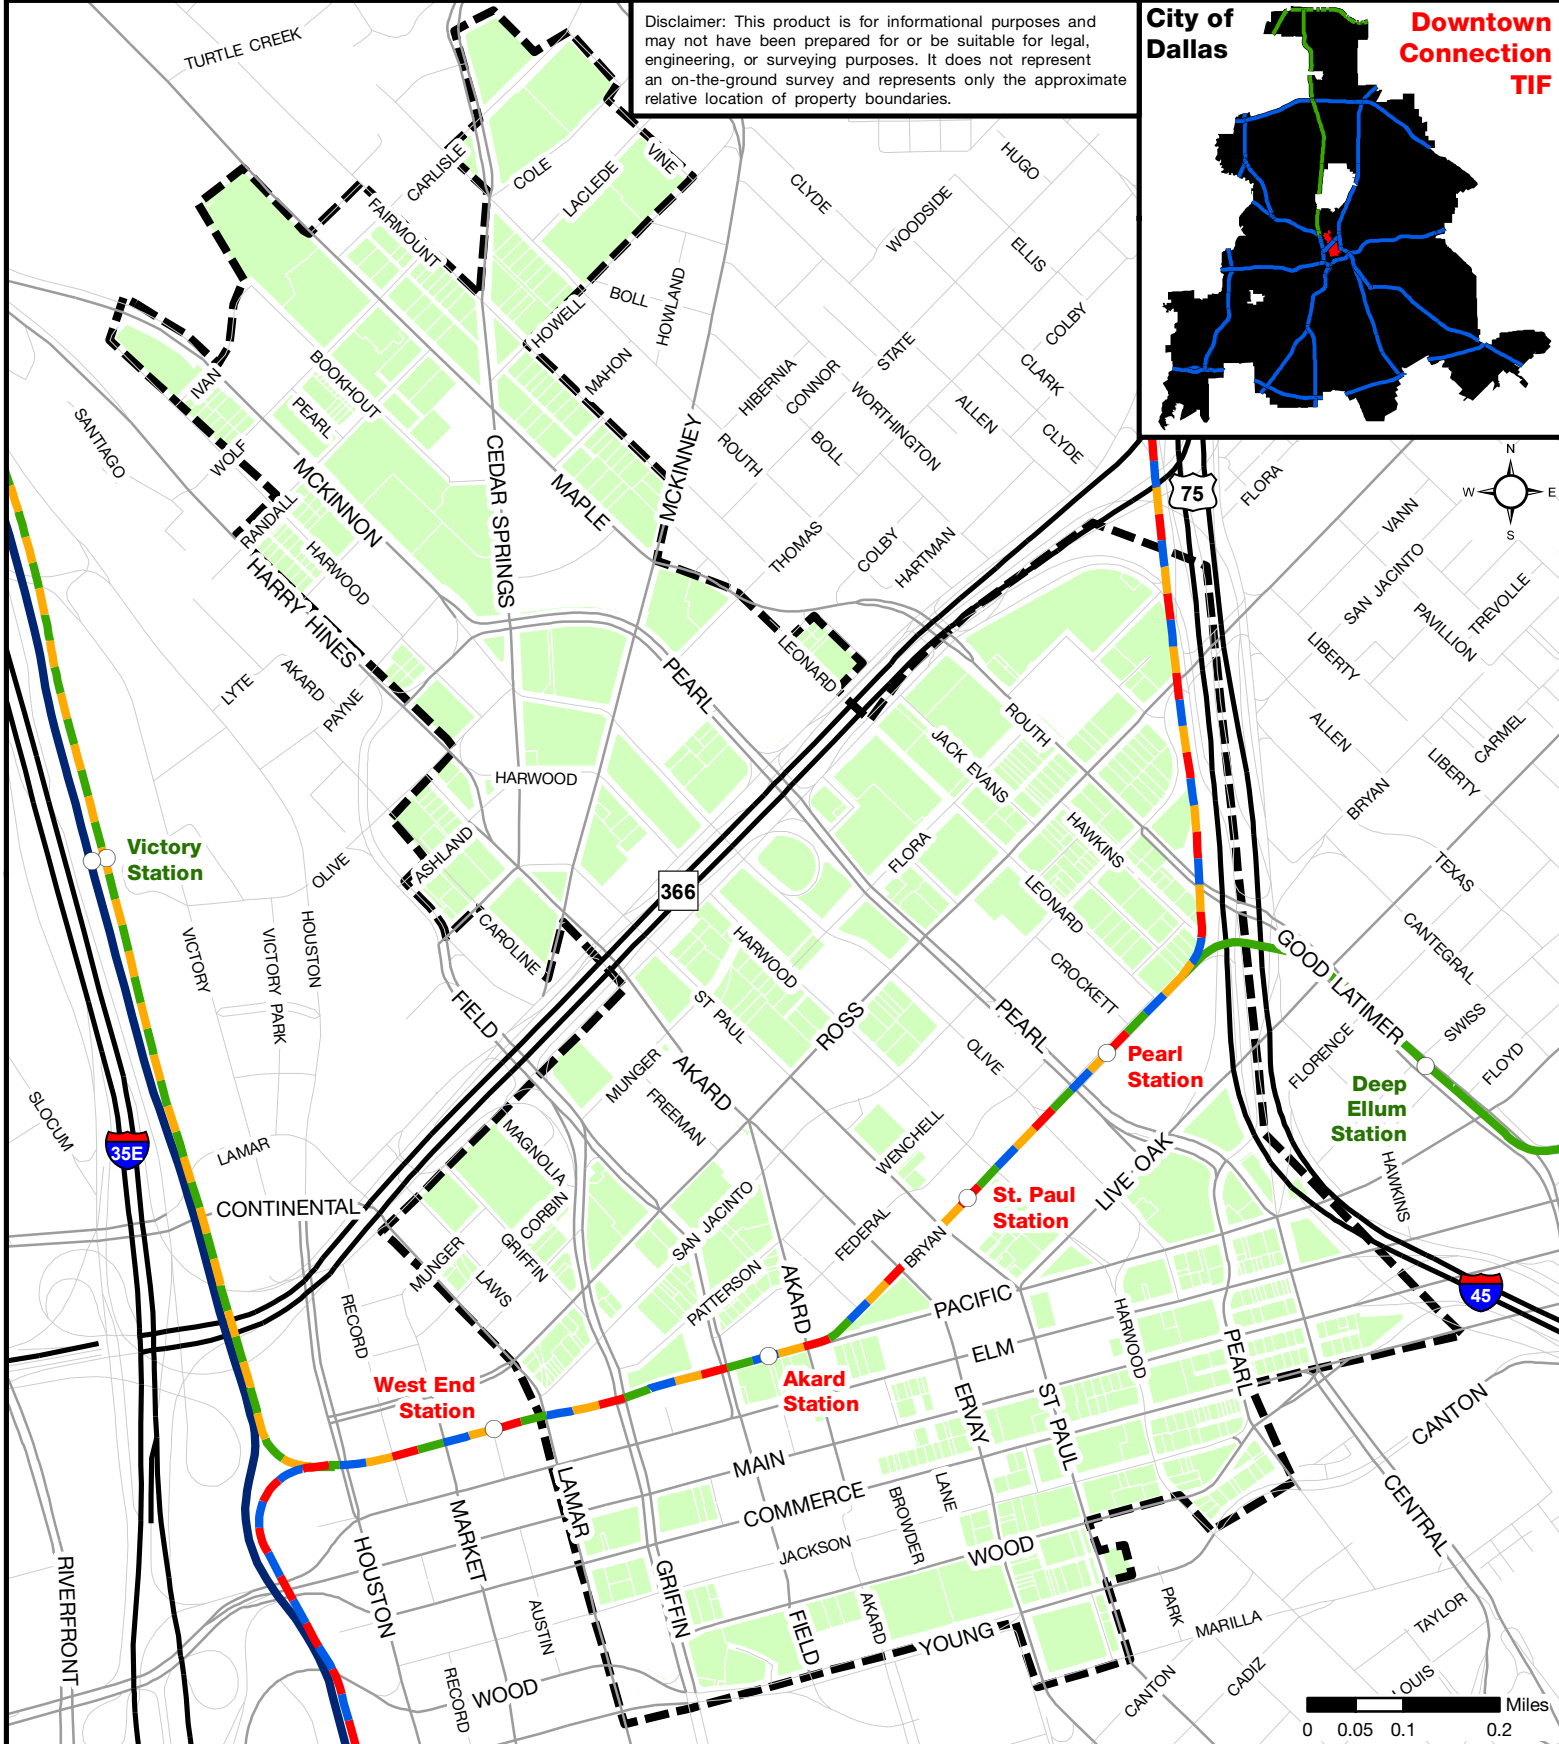 Disclaimer: This product is for informational purposes and
may not have been prepared for or be suitable for legal,
engineering, or surveying purposes. It does not represent
an on-the-ground survey and represents only the approximate
relative location of property boundaries.
City of
Dallas
Downtown
Connection
TIF
TURTLE CREEK
CARLISLE
COLE
LACLEDE
VINE
FAIRMOUNT
CLYDE
HUGO
WOODSIDE
ELLIS
BOLL
HOWLAND
HOWELL
MAHON
COLBY
STATE
CLARK
HIBERNIA
CONNOR
WORTHINGTON
ALLEN
CLYDE
ROUTH
BOLL
IVAN
BOOKHOUT
PEARL
SANTIAGO
WOLF
MCKINNON
CEDAR SPRINGS
MAPLE
MCKINNEY
RANDALL
HARWOOD
HARRY HINES
THOMAS
COLBY
HARTMAN
75
FLORA
N
W
E
S
VANN
SAN JACINTO
TREVOLLE
PAVILLION
LIBERTY
LEONARD
PEARL
LYTE
AKARD
PAYNE
ROUTH
JACK EVANS
ALLEN
CARMEL
LIBERTY
BRYAN
HARWOOD
Victory
Station
OLIVE
ASHLAND
366
FLORA
HAWKINS
LEONARD
TEXAS
CAROLINE
HOUSTON
VICTORY
VICTORY PARK
HARWOOD
CROCKETT
GOOD LATIMER
CANTEGRAL
FIELD
ST PAUL
ROSS
PEARL
OLIVE
Pearl
Station
SWISS
FLORENCE
FLOYD
Deep
Ellum
Station
SLOCUM
35E
LAMAR
MUNGER
AKARD
FREEMAN
MAGNOLIA
WENCHELL
LIVE OAK
HAWKINS
CONTINENTAL
CORBIN
GRIFFIN
SAN JACINTO
St. Paul
Station
FEDERAL
BRYAN
MUNGER
LAWS
PATTERSON
AKARD
PACIFIC
45
RECORD
HARWOOD
PEARL
ELM
West End
Station
Akard
Station
ERVAY
ST PAUL
CANTON
MAIN
LAMAR
COMMERCE
LANE
BROWDER
CENTRAL
MARKET
HOUSTON
JACKSON
WOOD
RIVERFRONT
GRIFFIN
AUSTIN
FIELD
AKARD
PARK
MARILLA
TAYLOR
YOUNG
RECORD
WOOD
CANTON
CADIZ
Miles
0
0.05
0.1
0.2